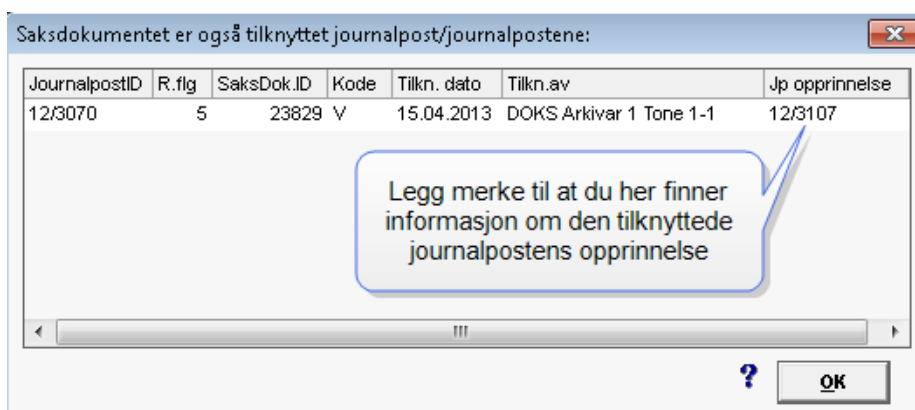 Saksdokumentet er også tilknyttet journalpost/journalpostene:
JournalpostID R.flg SaksDok.ID Kode Tilkn. dato Tilkn.av Jp opprinnelse
12/3070 5 23829 V 15.04.2013 DOKS Arkivar 1 Tone 1-1 12/3107
Legg merke til at du her finner
informasjon om den tilknyttede
journalpostens opprinnelse
? OK